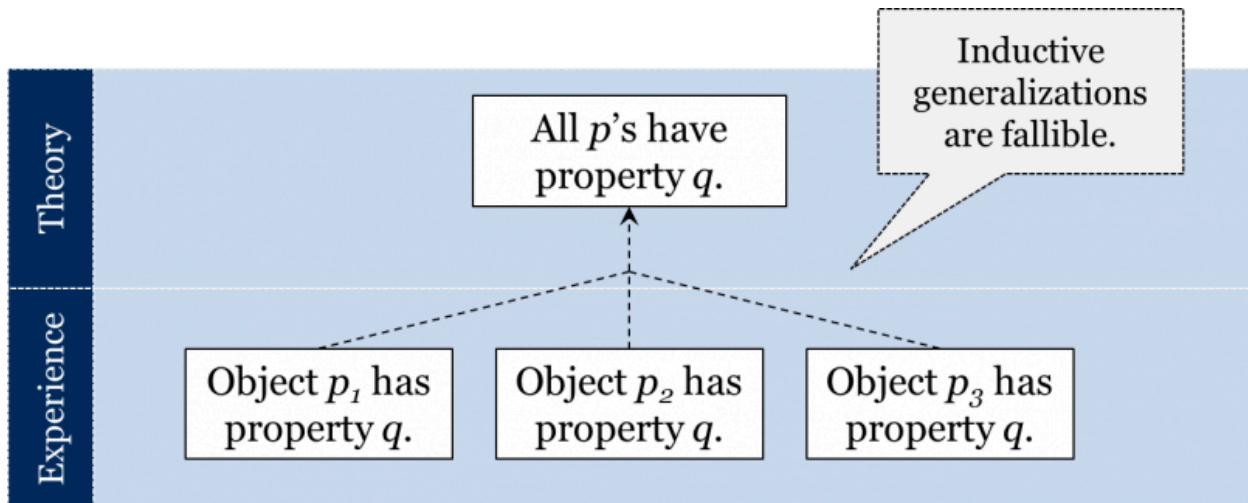 Inductive
generalizations
are fallible.
Theory
All p’s have
property q.
Experience
Object p₁ has
property q.
Object p₂ has
property q.
Object p₃ has
property q.